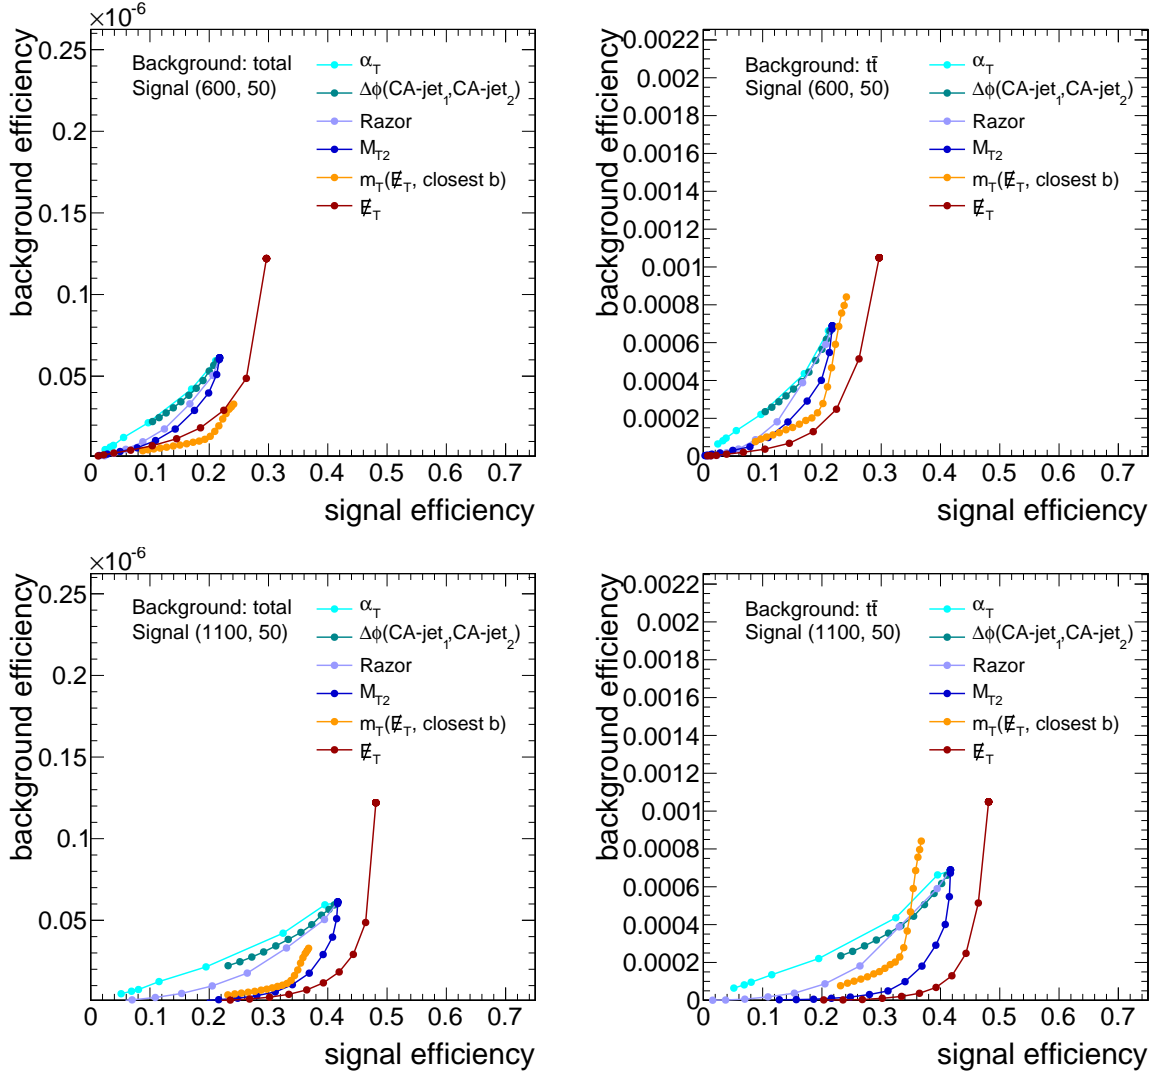 ×10⁻⁶
background efficiency
0.25
0.2
0.15
0.1
0.05
Background: total
Signal (600, 50)
α_T
Δϕ(CA-jet₁,CA-jet₂)
Razor
M_T2
m_T(E̸_T, closest b)
E̸_T
0 0.1 0.2 0.3 0.4 0.5 0.6 0.7
signal efficiency
background efficiency
0.0022
0.002
0.0018
0.0016
0.0014
0.0012
0.001
0.0008
0.0006
0.0004
0.0002
0
Background: tt̄
Signal (600, 50)
α_T
Δϕ(CA-jet₁,CA-jet₂)
Razor
M_T2
m_T(E̸_T, closest b)
E̸_T
0 0.1 0.2 0.3 0.4 0.5 0.6 0.7
signal efficiency
×10⁻⁶
background efficiency
0.25
0.2
0.15
0.1
0.05
Background: total
Signal (1100, 50)
α_T
Δϕ(CA-jet₁,CA-jet₂)
Razor
M_T2
m_T(E̸_T, closest b)
E̸_T
0 0.1 0.2 0.3 0.4 0.5 0.6 0.7
signal efficiency
background efficiency
0.0022
0.002
0.0018
0.0016
0.0014
0.0012
0.001
0.0008
0.0006
0.0004
0.0002
0
Background: tt̄
Signal (1100, 50)
α_T
Δϕ(CA-jet₁,CA-jet₂)
Razor
M_T2
m_T(E̸_T, closest b)
E̸_T
0 0.1 0.2 0.3 0.4 0.5 0.6 0.7
signal efficiency